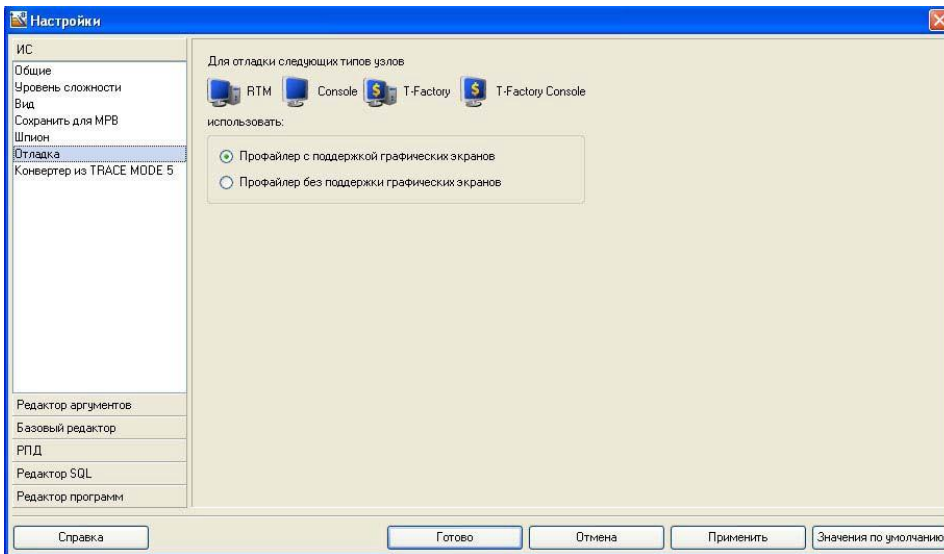 Настройки
ИС
Общие
Уровень сложности
Вид
Сохранить для МРВ
Шпион
Отладка
Конвертер из TRACE MODE 5
Редактор аргументов
Базовый редактор
РПД
Редактор SQL
Редактор программ
Для отладки следующих типов узлов
RTM Console T-Factory T-Factory Console
использовать:
Профайлер с поддержкой графических экранов
Профайлер без поддержки графических экранов
Справка Готово Отмена Применить Значения по умолчанию